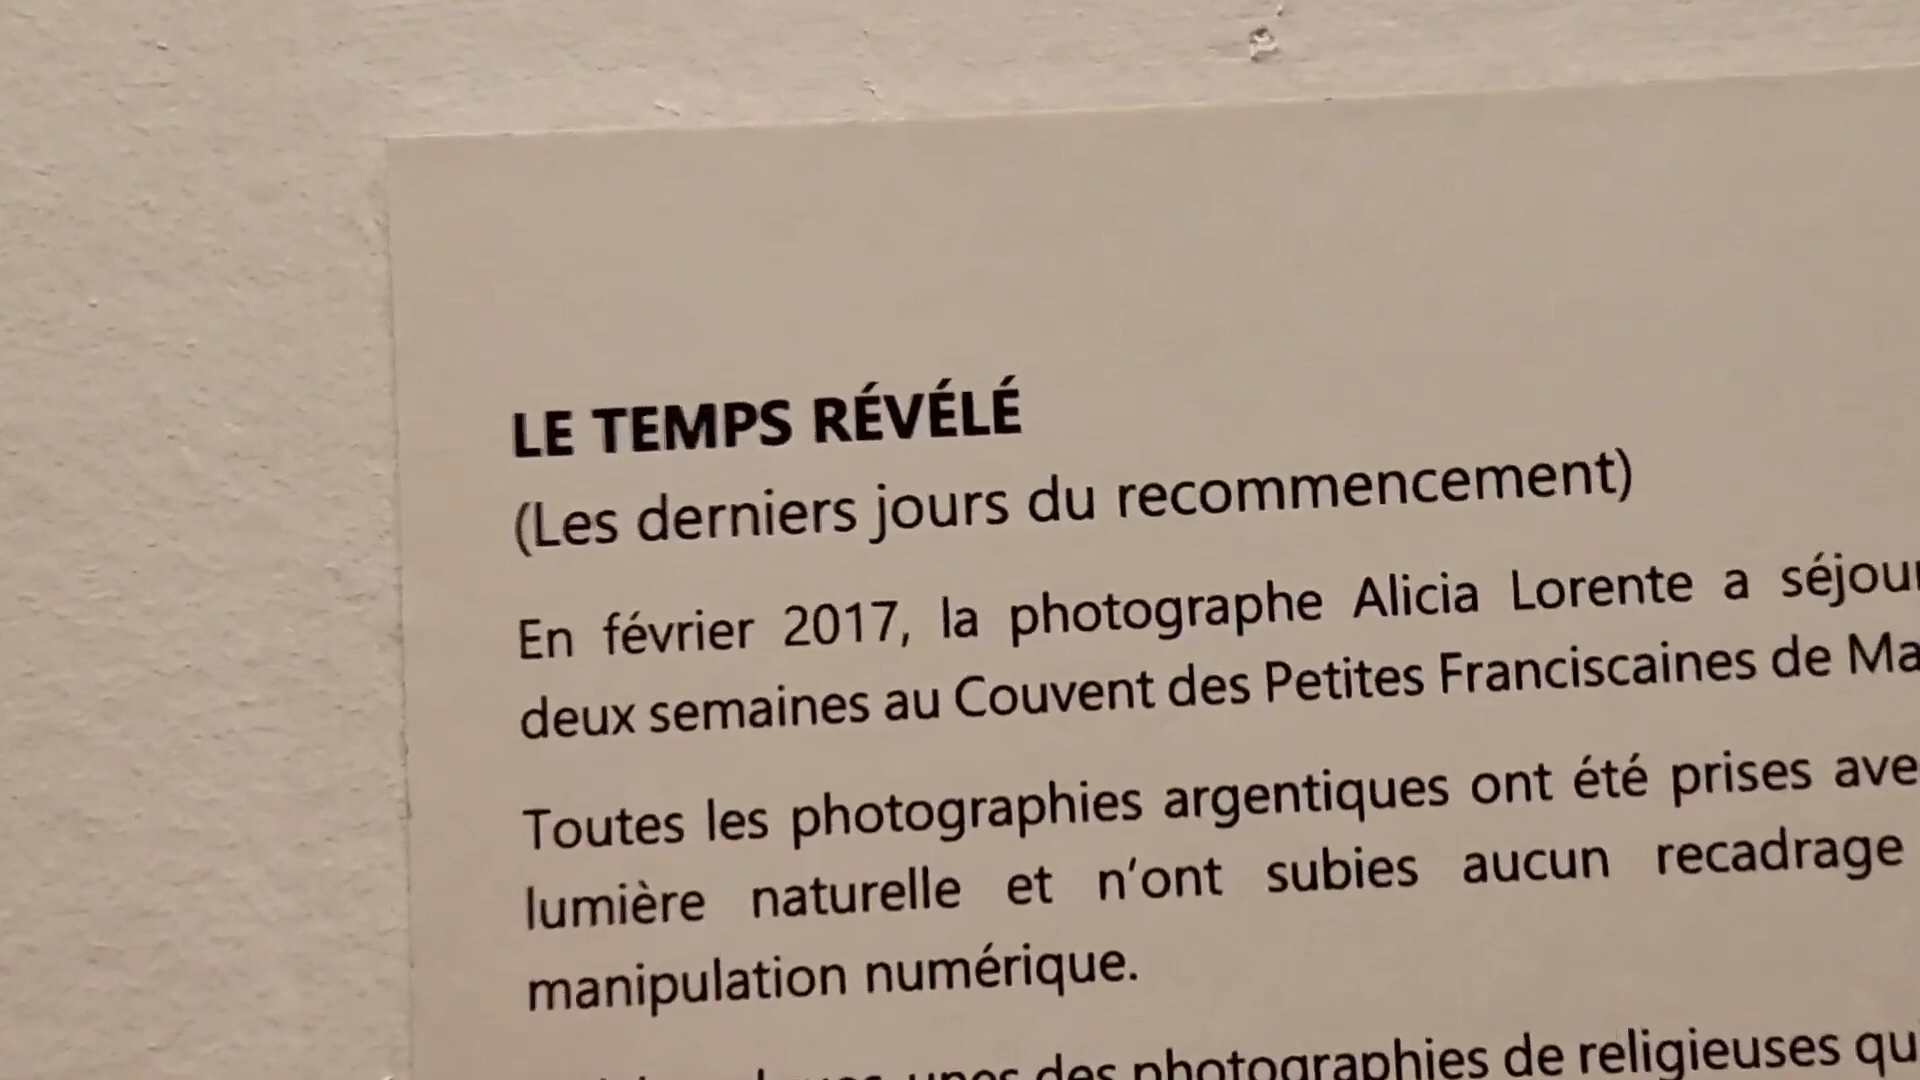 LE TEMPS RÉVÉLÉ
(Les derniers jours du recommencement)
En février 2017, la photographe Alicia Lorente a
deux semaines au Couvent des Petites Franciscaines de
Toutes les photographies argentiques ont été prises
lumière naturelle et n'ont subies aucun recadrage
manipulation numérique.
des photographies de religieuses